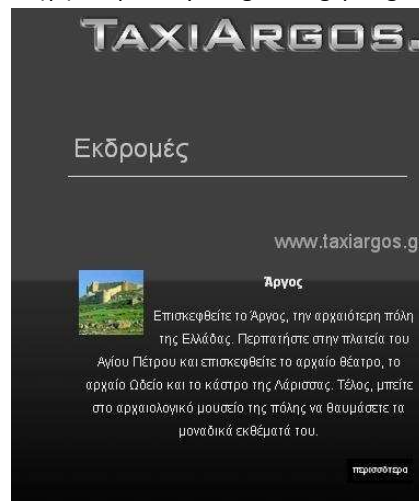 TAXIARGOS.
Εκδρομές
www.taxiargos.g
Άργος
Επισκεφθείτε το Άργος, την αρχαιότερη πόλη
της Ελλάδας. Περπατήστε στην πλατεία του
Αγίου Πέτρου και επισκεφθείτε το αρχαίο θέατρο, το
αρχαίο Ωδείο και το κάστρο της Λάρισσας. Τέλος, μπείτε
στο αρχαιολογικό μουσείο της πόλης να θαυμάσετε τα
μοναδικά εκθέματά του.
περισσότερα